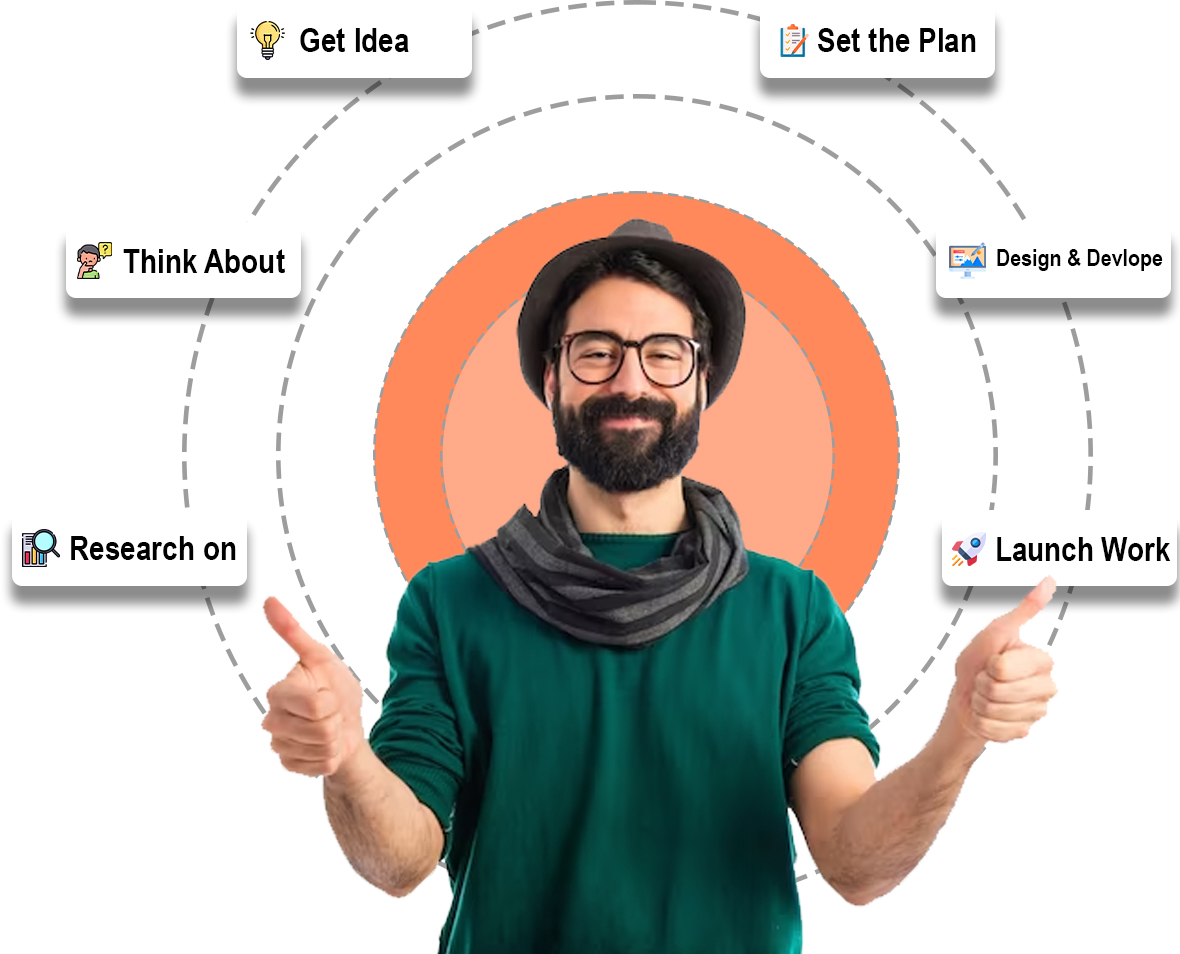 Get Idea
Set the Plan
Think About
Design & Devlope
Research on
Launch Work